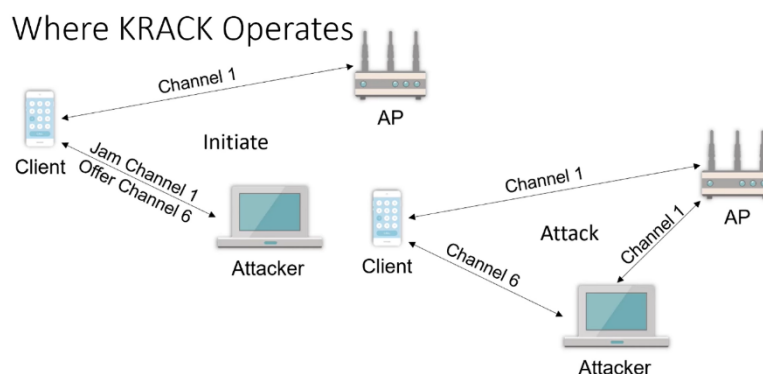 Where KRACK Operates
Channel 1
AP
Client
Initiate
Jam Channel 1
Offer Channel 6
Attacker
Channel 1
AP
Client
Attack
Channel 1
Channel 6
Attacker